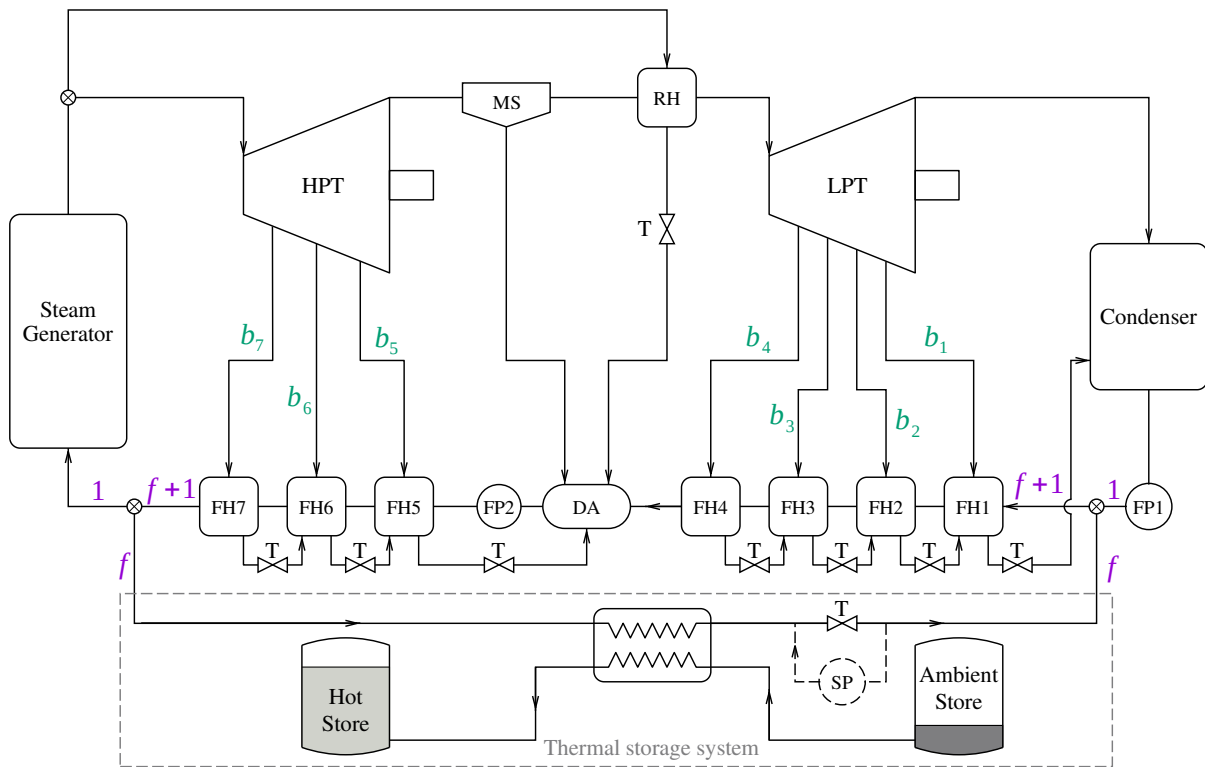 MS
RH
HPT
LPT
T
Steam
Generator
Condenser
b₇
b₅
b₄
b₁
b₆
b₃
b₂
1
f+1
FH7
FH6
FH5
FP2
DA
FH4
FH3
FH2
FH1
f+1
1
FP1
T
T
T
T
T
T
T
f
f
T
Hot
Store
SP
Ambient
Store
Thermal storage system